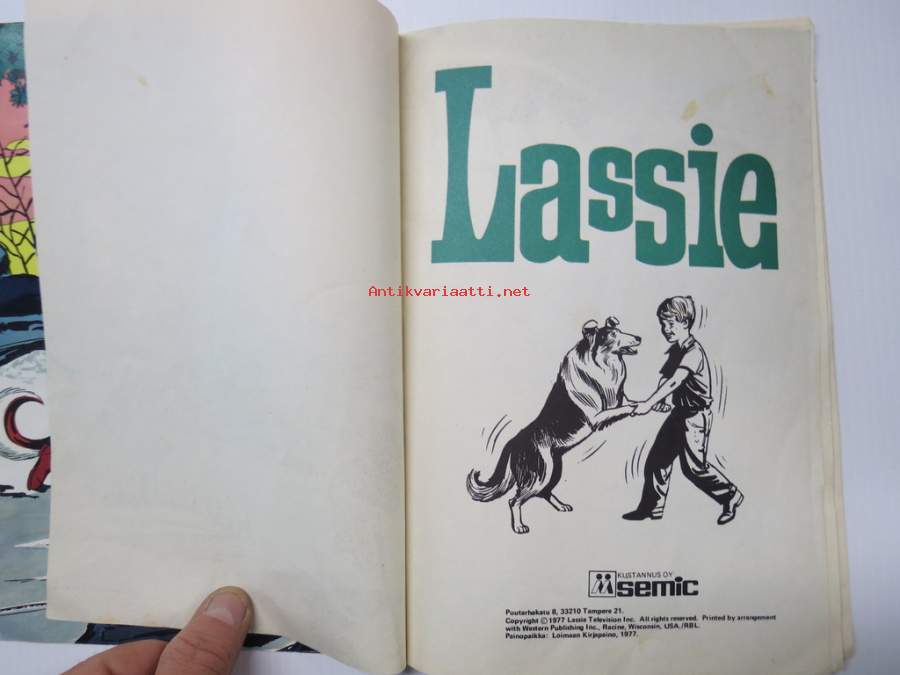 Lassie
Antikvariaatti.net
KUSTANNUS OY
semic
Pouterhakatu 8, 33210 Tampere 21.
Copyright © 1977 Lassie Television Inc. All rights reserved. Printed by arrangement
with Western Publishing Inc., Racine, Wisconsin, USA./RBL.
Painopaikka: Loimaan Kirjapaino, 1977.